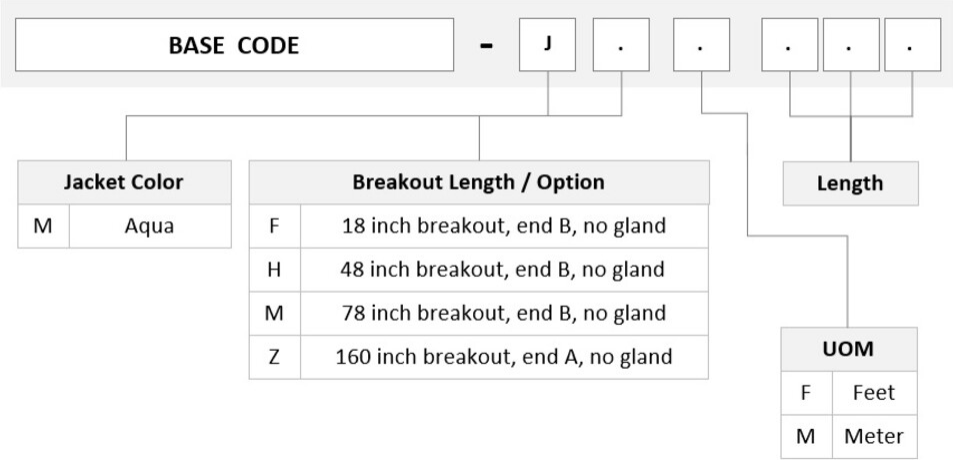 BASE CODE - J . . . . .
Jacket Color
M Aqua
Breakout Length / Option
F 18 inch breakout, end B, no gland
H 48 inch breakout, end B, no gland
M 78 inch breakout, end B, no gland
Z 160 inch breakout, end A, no gland
Length
UOM
F Feet
M Meter